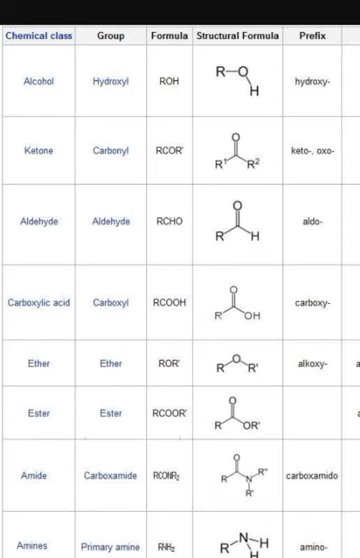 Chemical class Group Formula Structural Formula Prefix
Alcohol Hydroxyl ROH R O H hydroxy-
Ketone Carbonyl RCOR' O R¹ R² keto-, oxo-
Aldehyde Aldehyde RCHO O R H aldo-
Carboxylic acid Carboxyl RCOOH O R OH carboxy-
Ether Ether ROR' R O R' alkoxy-
Ester Ester RCOOR' O R OR'
Amide Carboxamide RCONR₂ O R N R" R' carboxamido
Amines Primary amine RNH₂ R N H H amino-